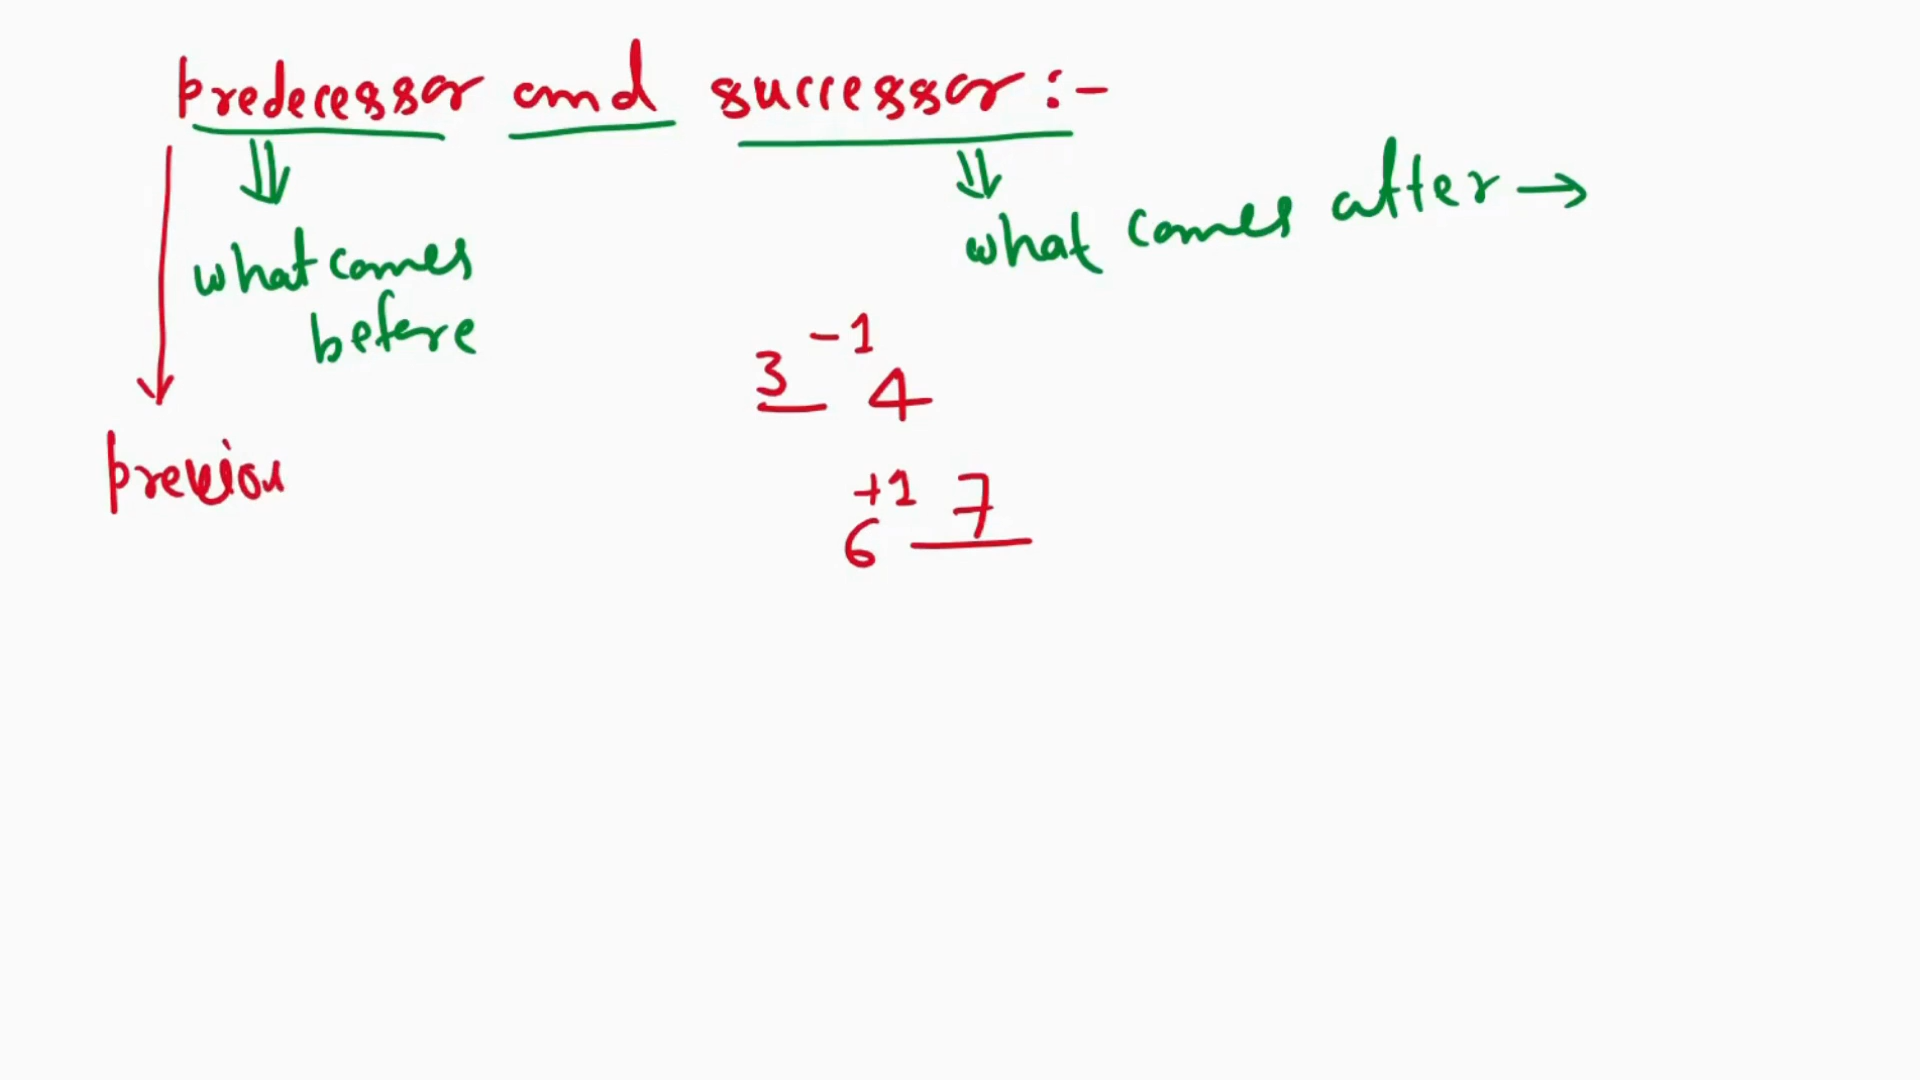 predecessor and successor :-
what comes after →
what comes
before
-1
3 4
previou
+1 7
6